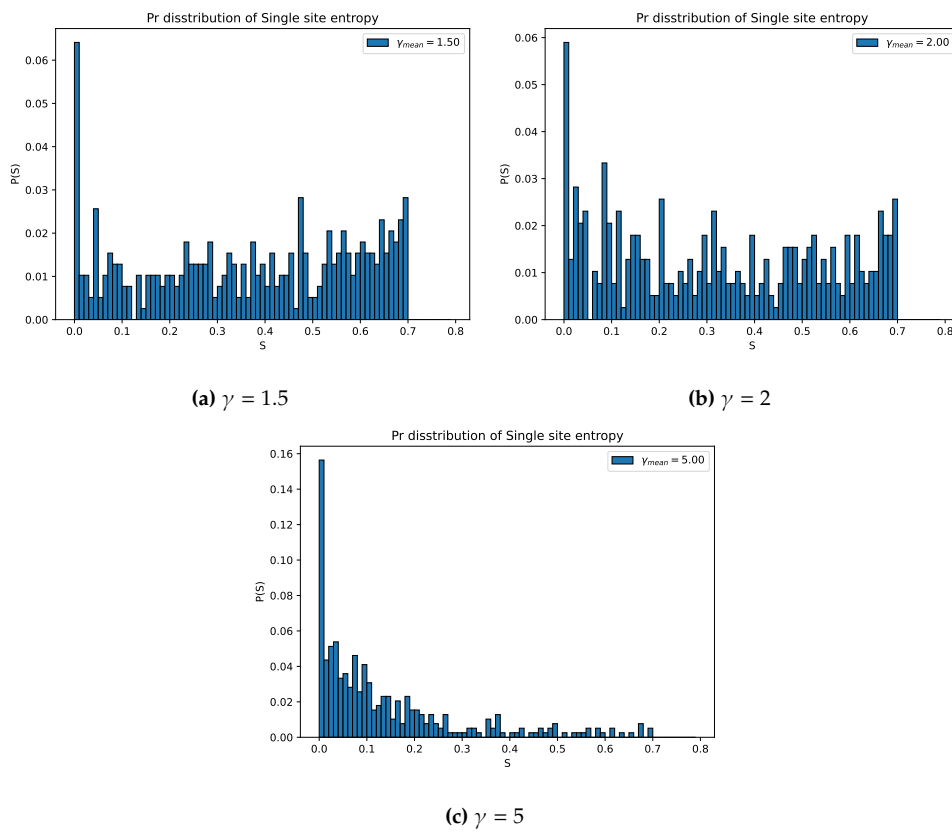 Pr disstribution of Single site entropy
γmean = 1.50
P(S)
0.06
0.05
0.04
0.03
0.02
0.01
0.00
0.0 0.1 0.2 0.3 0.4 0.5 0.6 0.7 0.8
S
(a) γ = 1.5
Pr disstribution of Single site entropy
γmean = 2.00
P(S)
0.06
0.05
0.04
0.03
0.02
0.01
0.00
0.0 0.1 0.2 0.3 0.4 0.5 0.6 0.7 0.8
S
(b) γ = 2
Pr disstribution of Single site entropy
γmean = 5.00
P(S)
0.16
0.14
0.12
0.10
0.08
0.06
0.04
0.02
0.00
0.0 0.1 0.2 0.3 0.4 0.5 0.6 0.7 0.8
S
(c) γ = 5